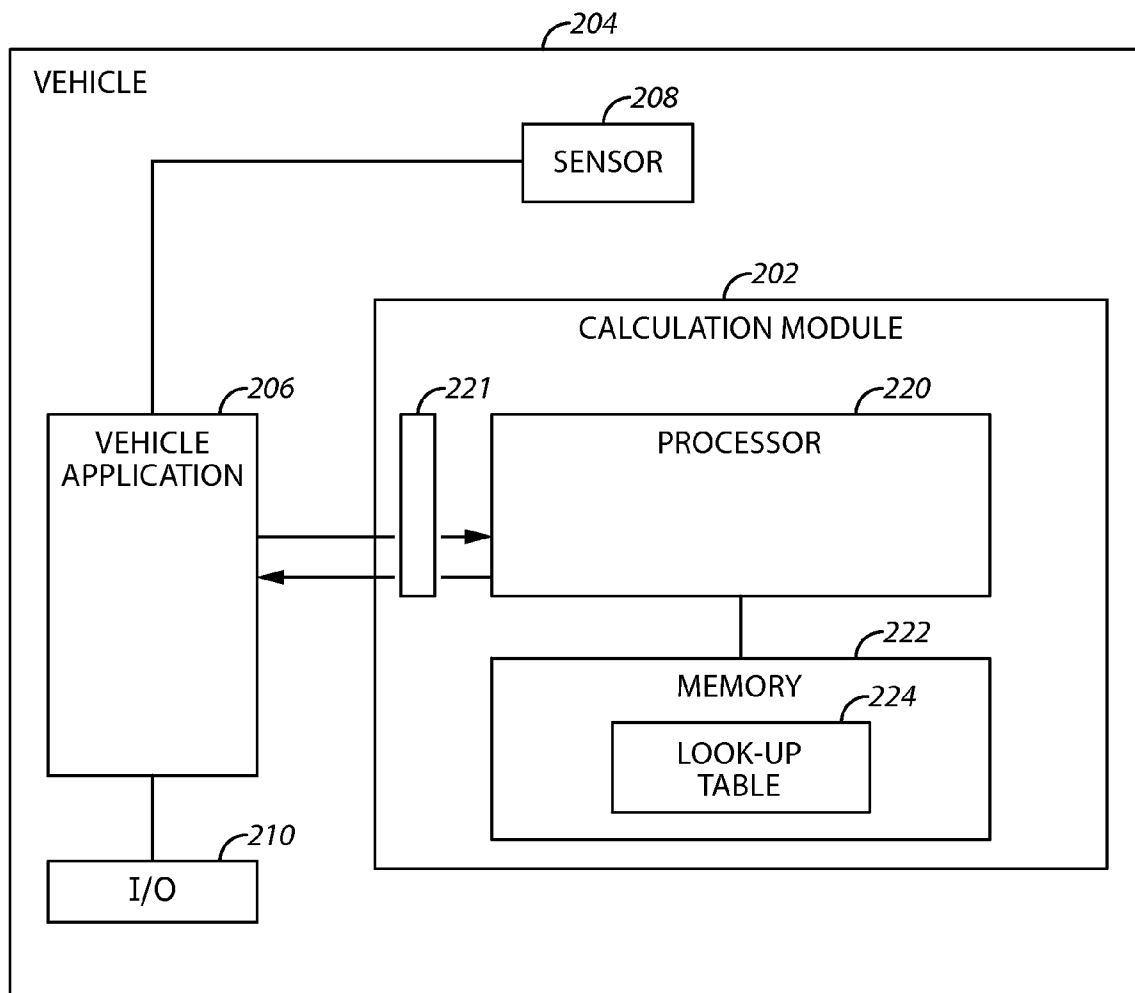 204
VEHICLE
208
SENSOR
202
CALCULATION MODULE
206
VEHICLE
APPLICATION
221
220
PROCESSOR
222
MEMORY
224
LOOK-UP
TABLE
210
I/O